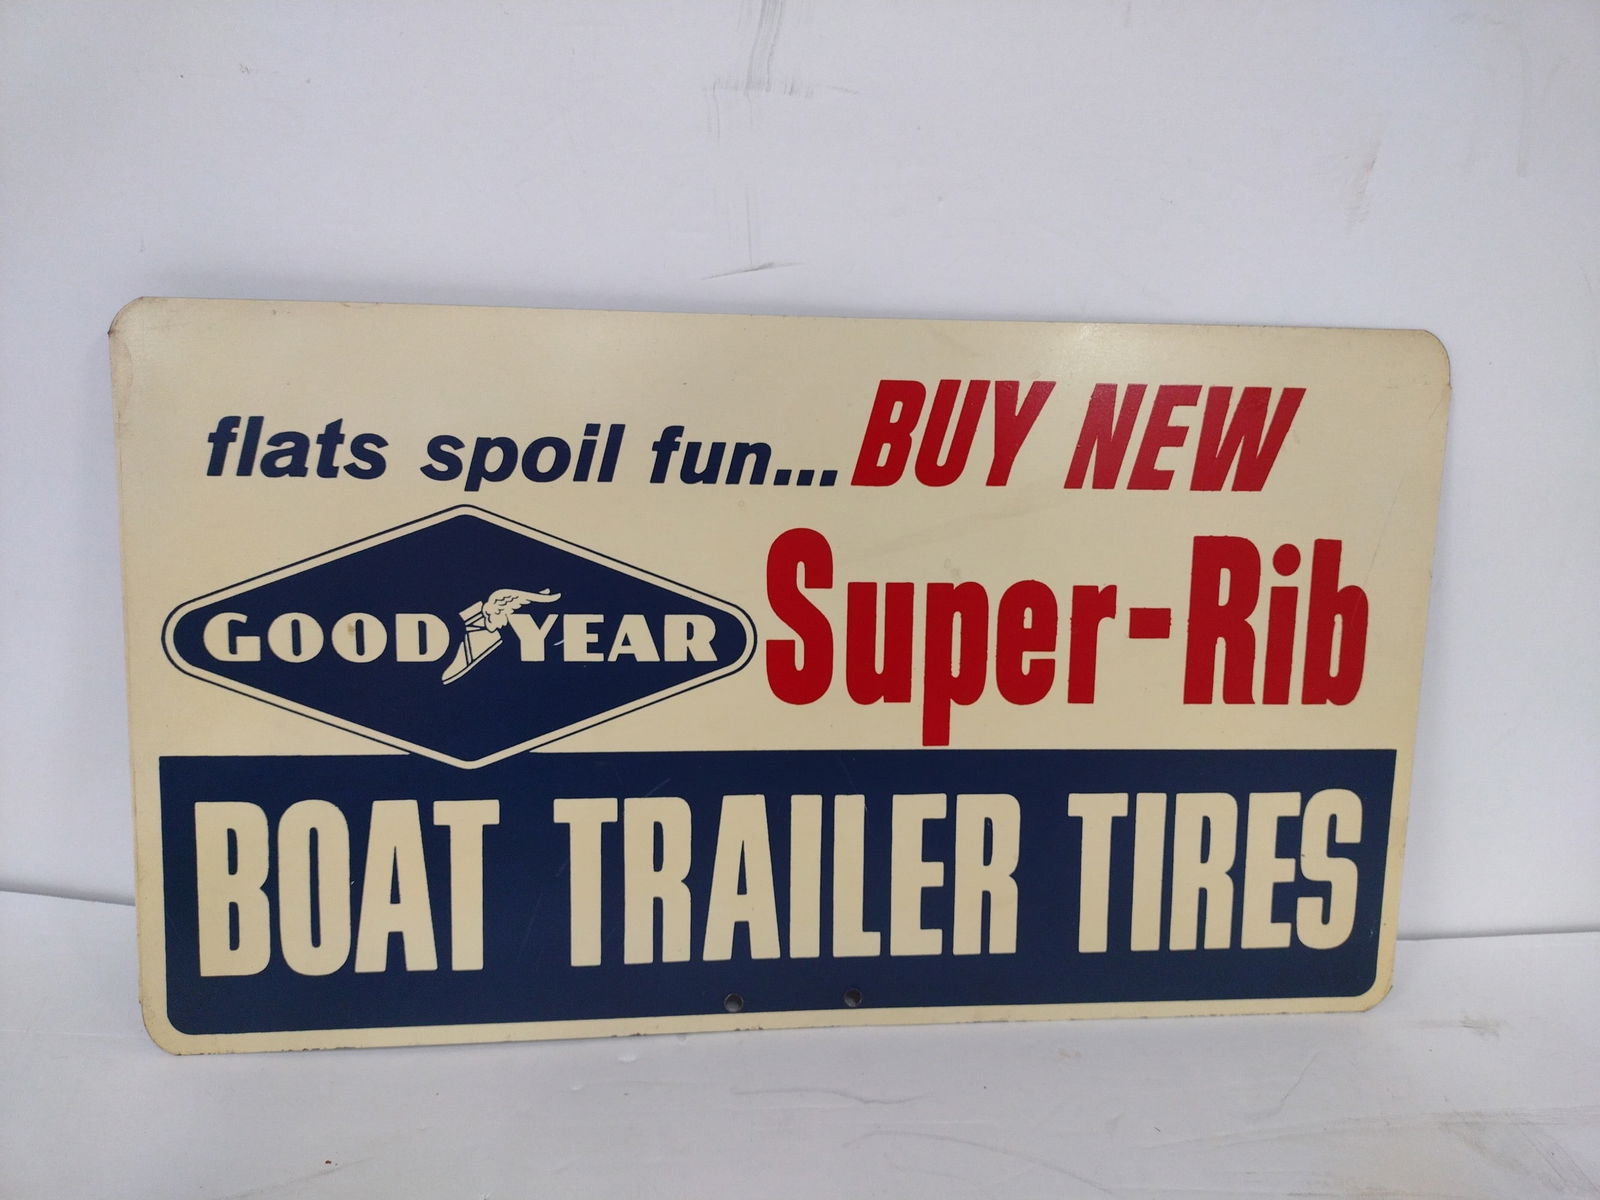 flats spoil fun... BUY NEW
GOOD YEAR Super-Rib
BOAT TRAILER TIRES